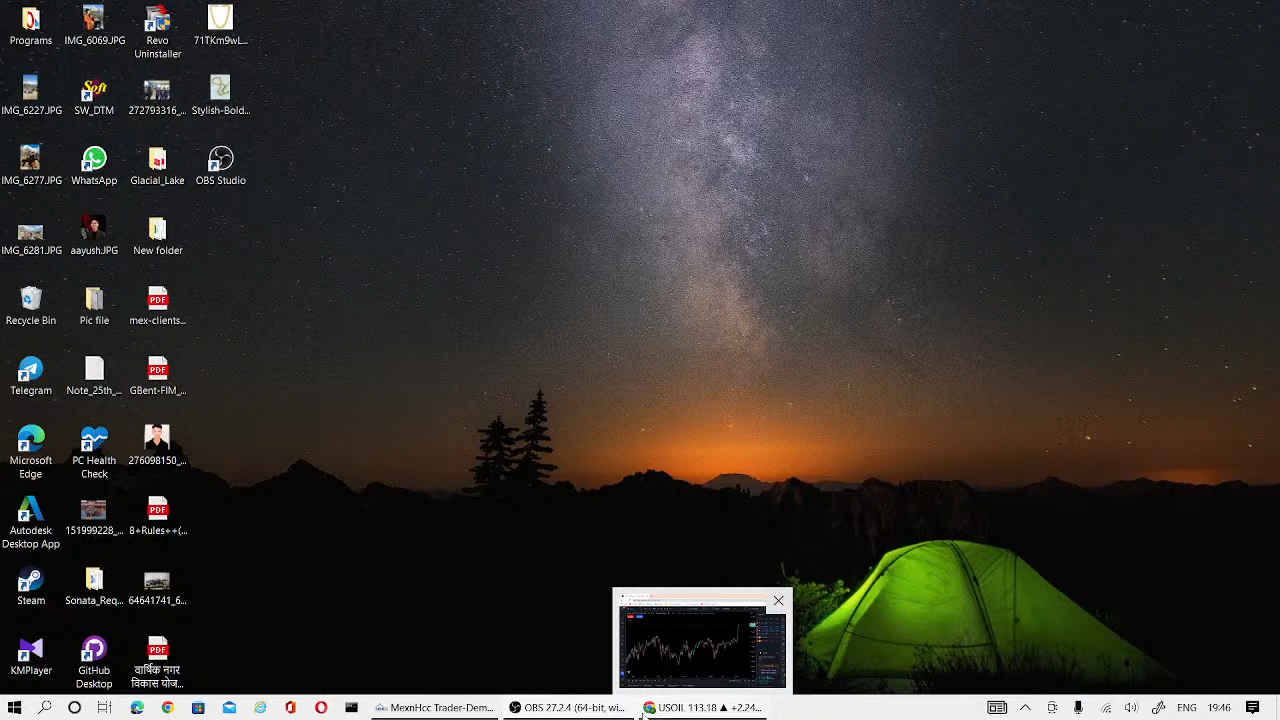 Programs
IMG_6069.JPG
Revo
Uninstaller
71TKm9wL...
IMG_6227.JPG
SW_DTM
272793316_...
Stylish-Bold...
IMG_6277.JPG
WhatsApp
Glacial_Lake
OBS Studio
IMG_6281.JPG
aayush.JPG
New folder
Recycle Bin
Pic file
mex-clients...
Telegram
Note_25th_...
GBent-FIM_...
Microsoft
Edge
PC Health
Check
276098150_...
Autodesk
Desktop App
151999228_...
8+Rules++(...
Steam
Sonata_Repo...
64641741_6...
KMPlayer
GitHub
Desktop
MexnHcc Trader-Dem...
OBS 27.2.4 (64-bit, wi...
USOIL 113.18 ▲ +2.24...
ENG
19:46